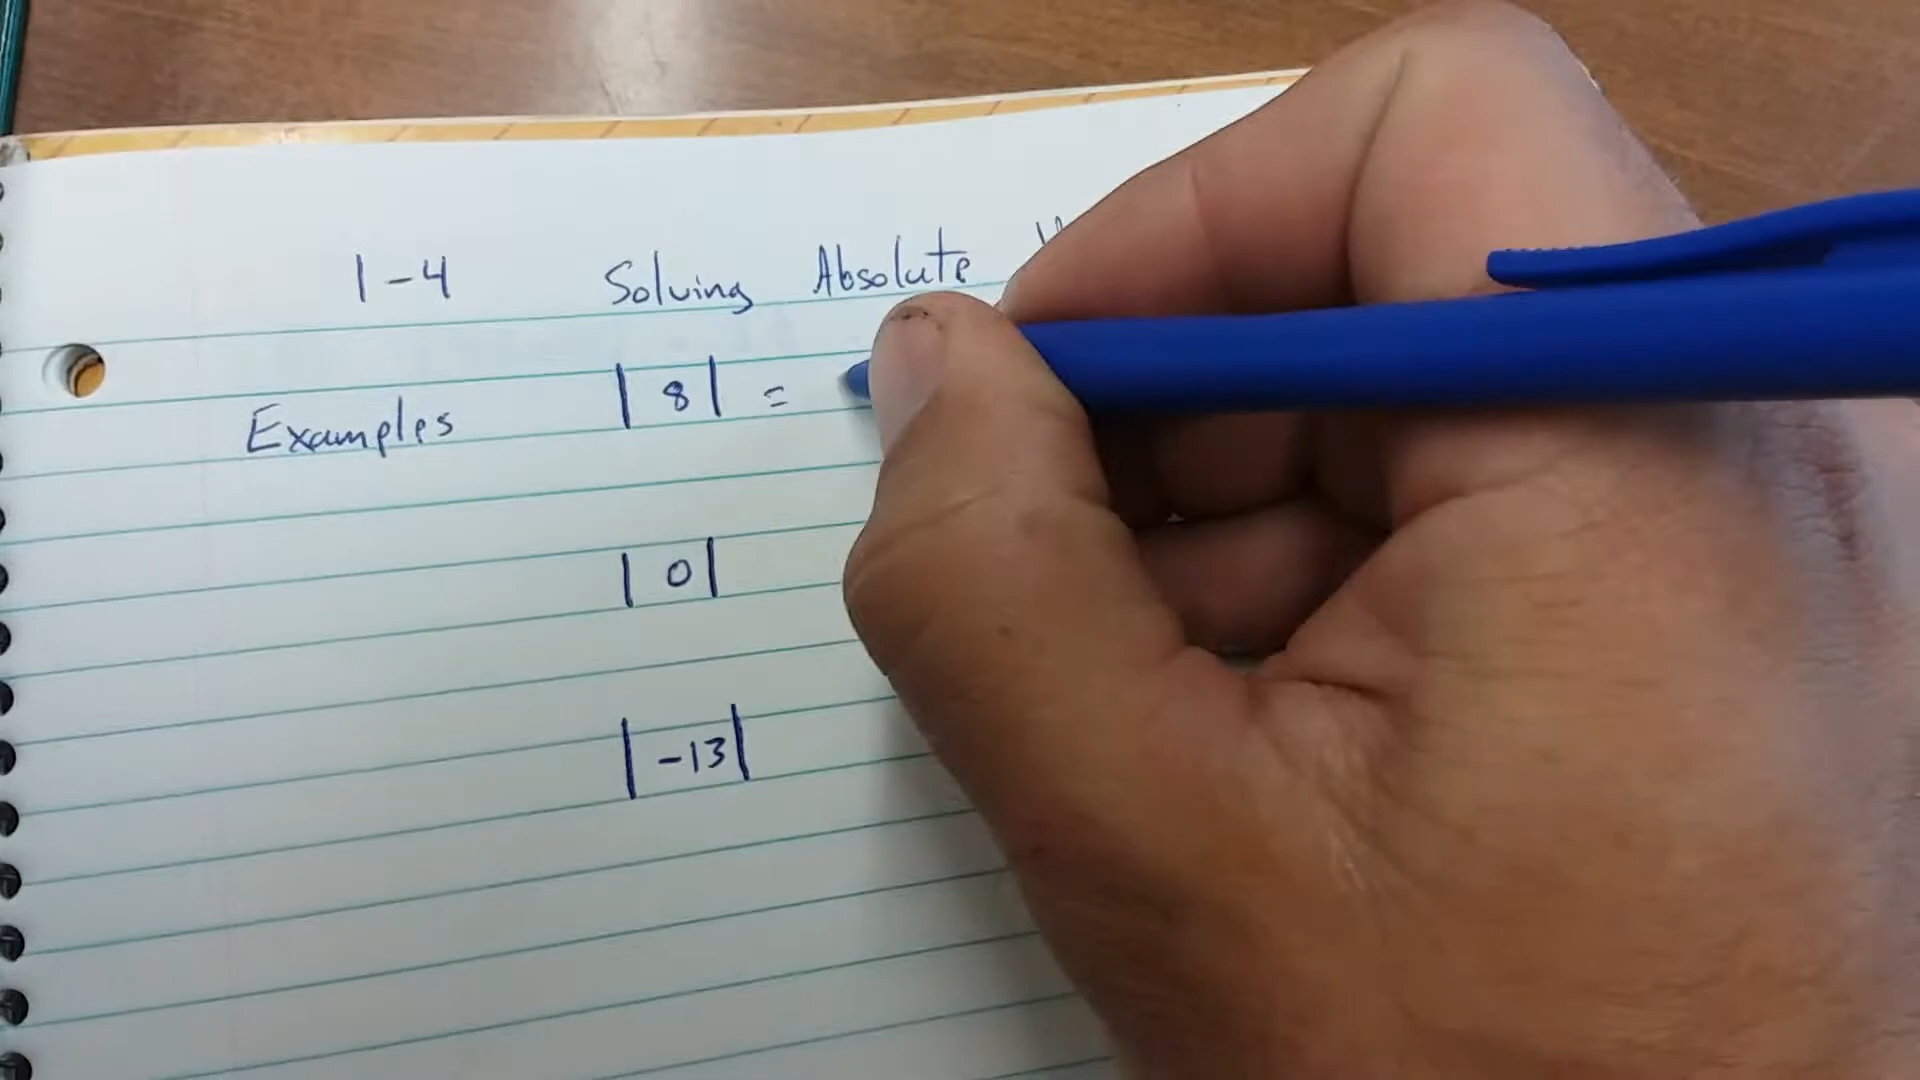 1-4 Solving Absolute
Examples |8| =
|0|
|-13|